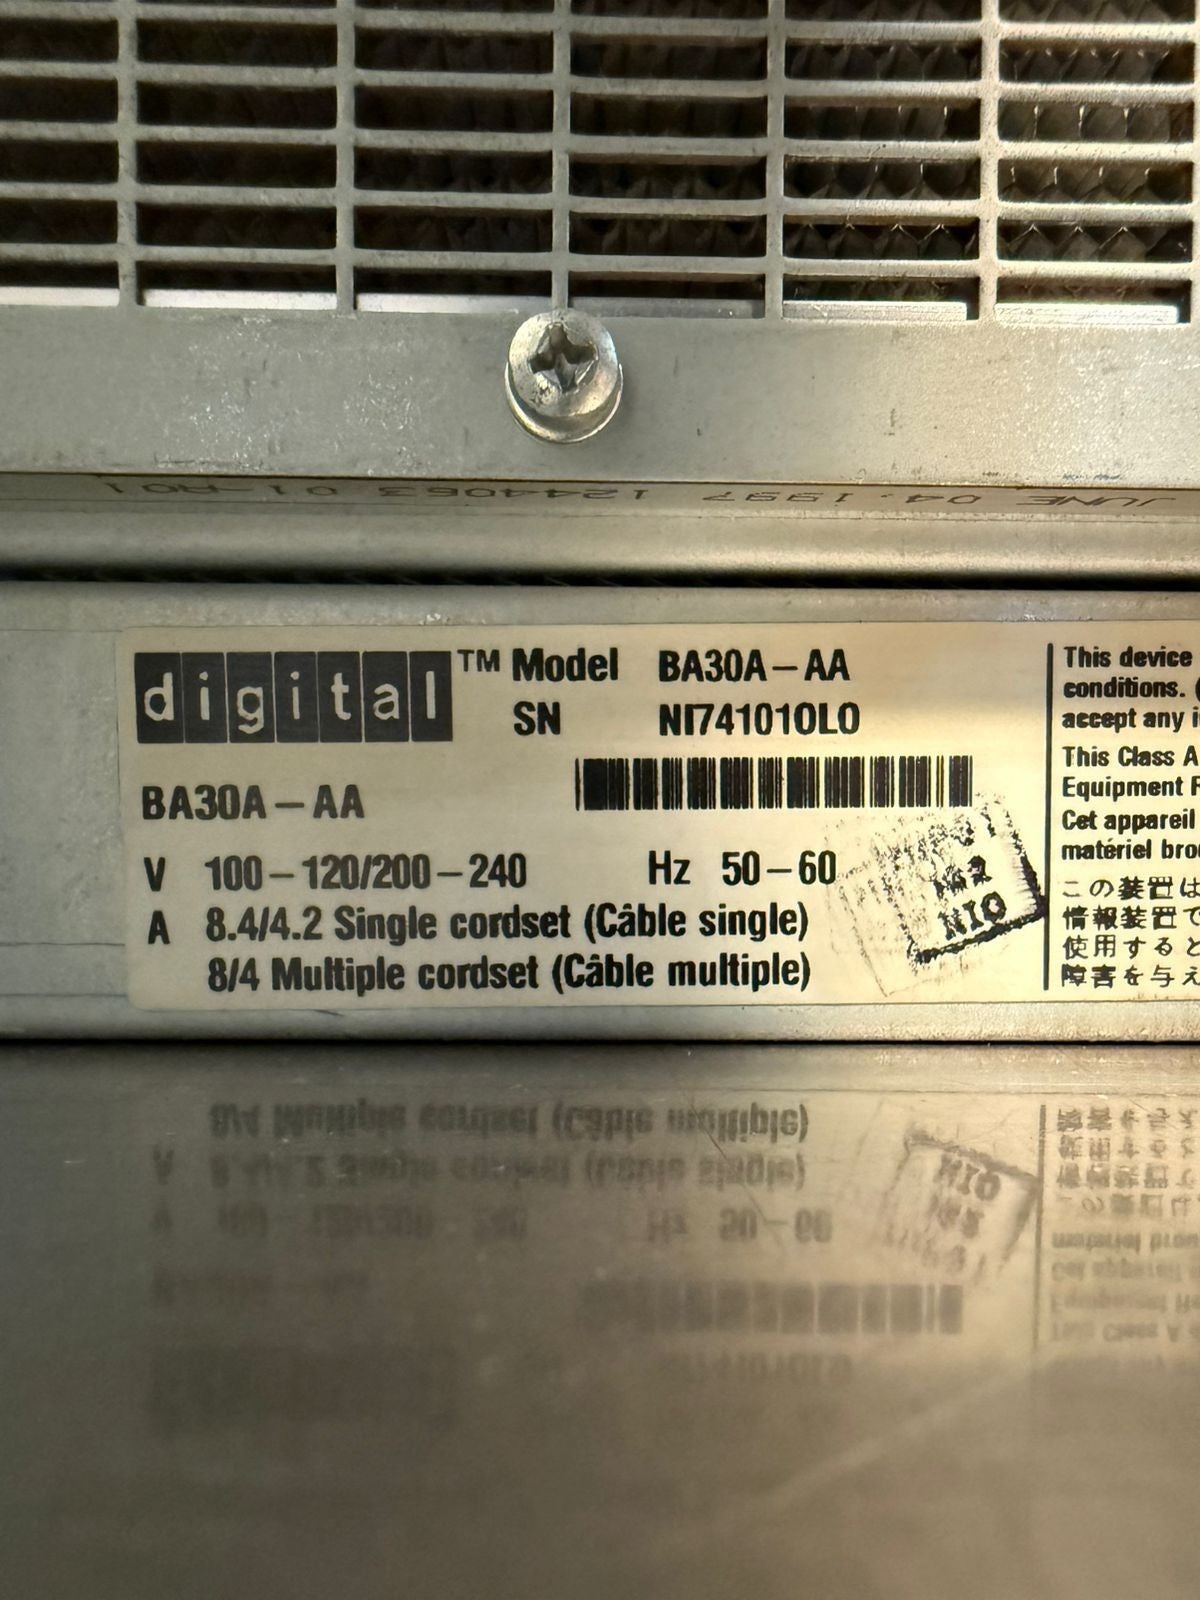 JUNE 04. 1997 1244063 01-A01
digital™ Model BA30A-AA
SN NI741010LO
BA30A-AA
V 100-120/200-240 Hz 50-60
A 8.4/4.2 Single cordset (Câble single)
8/4 Multiple cordset (Câble multiple)
NIO
This device
conditions. (
accept any i
This Class A
Equipment R
Cet appareil
matériel bro
この装置は
情報装置で
使用すると
障害を与え